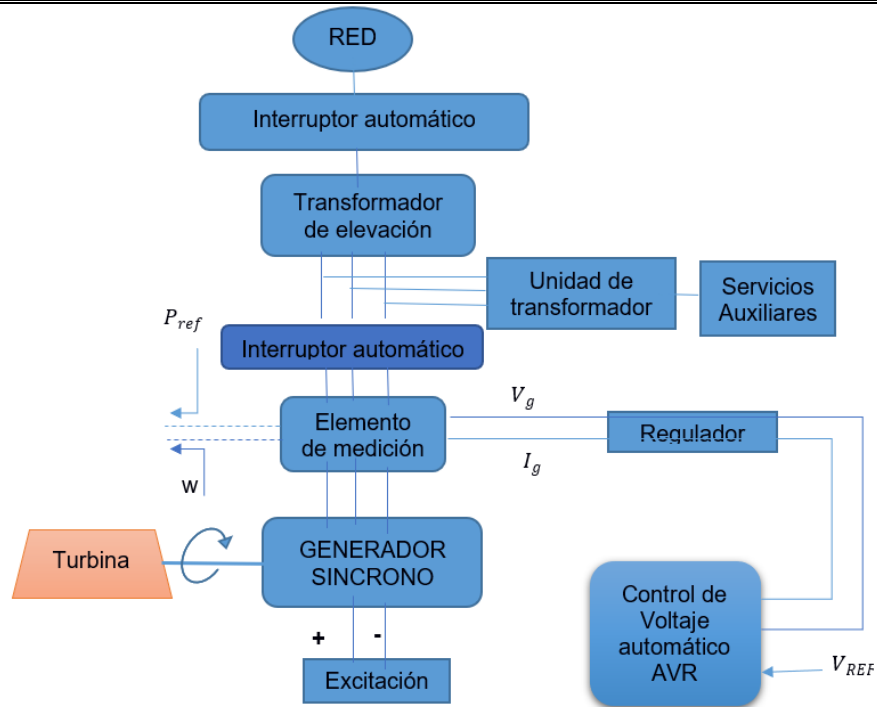 RED
Interruptor automático
Transformador
de elevación
Unidad de
transformador
Servicios
Auxiliares
P_ref
Interruptor automático
Elemento
de medición
V_g
Regulador
I_g
w
Turbina
GENERADOR
SINCRONO
+ -
Excitación
Control de
Voltaje
automático
AVR
V_REF